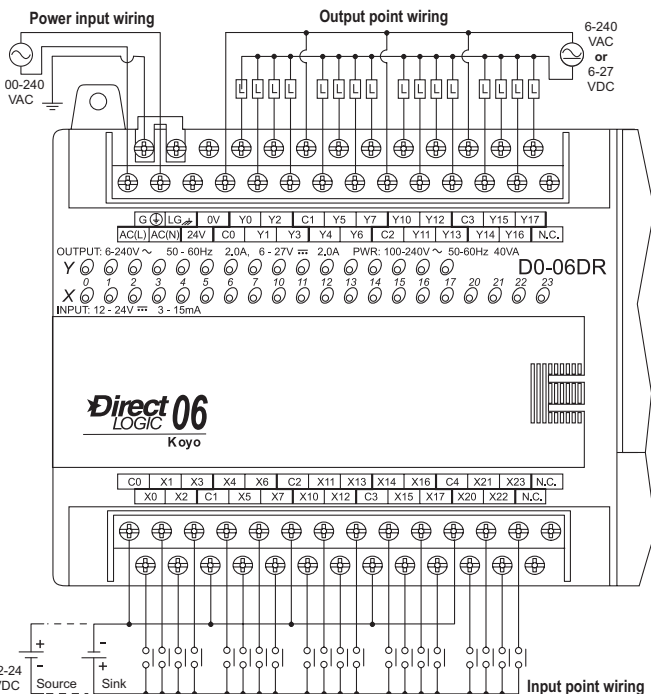 Power input wiring
Output point wiring
6-240
VAC
or
6-27
VDC
00-240
VAC
L L L L L L L L L L L L L L L L
G LG 0V Y0 Y2 C1 Y5 Y7 Y10 Y12 C3 Y15 Y17
AC(L) AC(N) 24V C0 Y1 Y3 Y4 Y6 C2 Y11 Y13 Y14 Y16 N.C.
OUTPUT: 6-240V ~ 50 - 60Hz 2.0A, 6 - 27V ⎓ 2.0A PWR: 100-240V ~ 50-60Hz 40VA
Y
D0-06DR
0 1 2 3 4 5 6 7 10 11 12 13 14 15 16 17 20 21 22 23
X
INPUT: 12 - 24V ⎓ 3 - 15mA
Direct 06
LOGIC
Koyo
C0 X1 X3 X4 X6 C2 X11 X13 X14 X16 C4 X21 X23 N.C.
X0 X2 C1 X5 X7 X10 X12 C3 X15 X17 X20 X22 N.C.
+ -
2-24
VDC
- +
Source Sink
Input point wiring